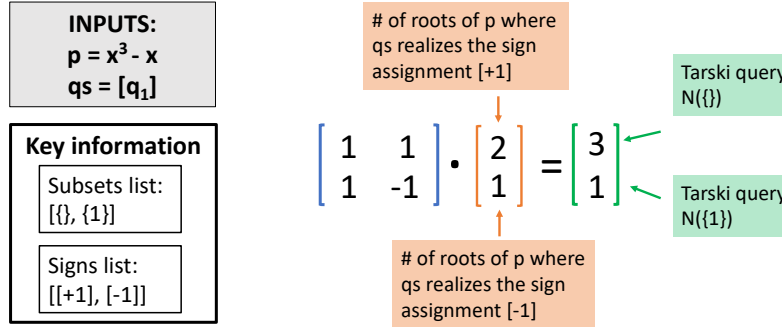 INPUTS:
p = x³ - x
qs = [q₁]
Key information
Subsets list:
[{}, {1}]
Signs list:
[[+1], [-1]]
# of roots of p where
qs realizes the sign
assignment [+1]
[ 1 1 ] · [ 2 ] = [ 3 ]
[ 1 -1 ] [ 1 ] [ 1 ]
# of roots of p where
qs realizes the sign
assignment [-1]
Tarski query
N({})
Tarski query
N({1})